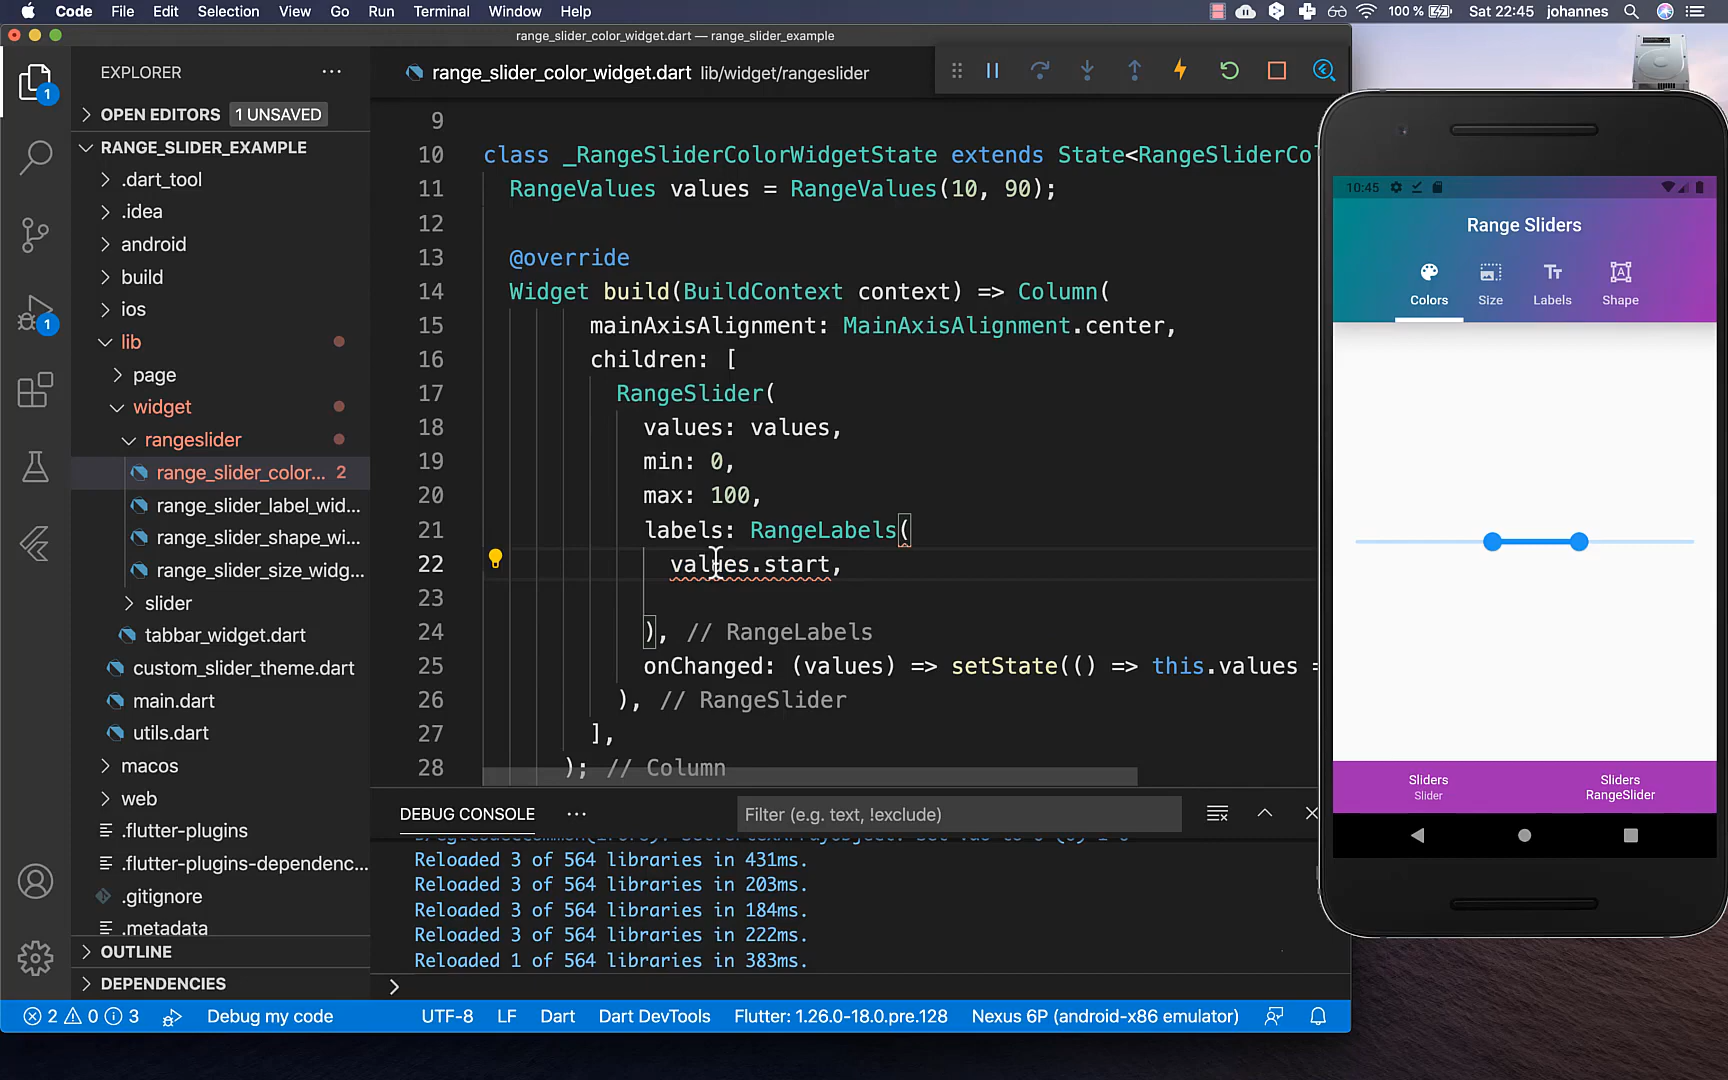 Code File Edit Selection View Go Run Terminal Window Help 100 % Sat 22:45 johannes
range_slider_color_widget.dart — range_slider_example
EXPLORER
range_slider_color_widget.dart lib/widget/rangeslider
OPEN EDITORS 1 UNSAVED
RANGE_SLIDER_EXAMPLE
.dart_tool
.idea
android
build
ios
lib
page
widget
rangeslider
range_slider_color... 2
range_slider_label_wid...
range_slider_shape_wi...
range_slider_size_widg...
slider
tabbar_widget.dart
custom_slider_theme.dart
main.dart
utils.dart
macos
web
.flutter-plugins
.flutter-plugins-dependenc...
.gitignore
.metadata
OUTLINE
DEPENDENCIES
1
1
9
10 class _RangeSliderColorWidgetState extends State<RangeSliderCol
11 RangeValues values = RangeValues(10, 90);
12
13 @override
14 Widget build(BuildContext context) => Column(
15 mainAxisAlignment: MainAxisAlignment.center,
16 children: [
17 RangeSlider(
18 values: values,
19 min: 0,
20 max: 100,
21 labels: RangeLabels(
22 values.start,
23
24 ), // RangeLabels
25 onChanged: (values) => setState(() => this.values =
26 ), // RangeSlider
27 ],
28 ); // Column
DEBUG CONSOLE
Filter (e.g. text, !exclude)
Reloaded 3 of 564 libraries in 431ms.
Reloaded 3 of 564 libraries in 203ms.
Reloaded 3 of 564 libraries in 184ms.
Reloaded 3 of 564 libraries in 222ms.
Reloaded 1 of 564 libraries in 383ms.
2 0 3 Debug my code UTF-8 LF Dart Dart DevTools Flutter: 1.26.0-18.0.pre.128 Nexus 6P (android-x86 emulator)
10:45
Range Sliders
Colors Size Labels Shape
Sliders
Slider
Sliders
RangeSlider